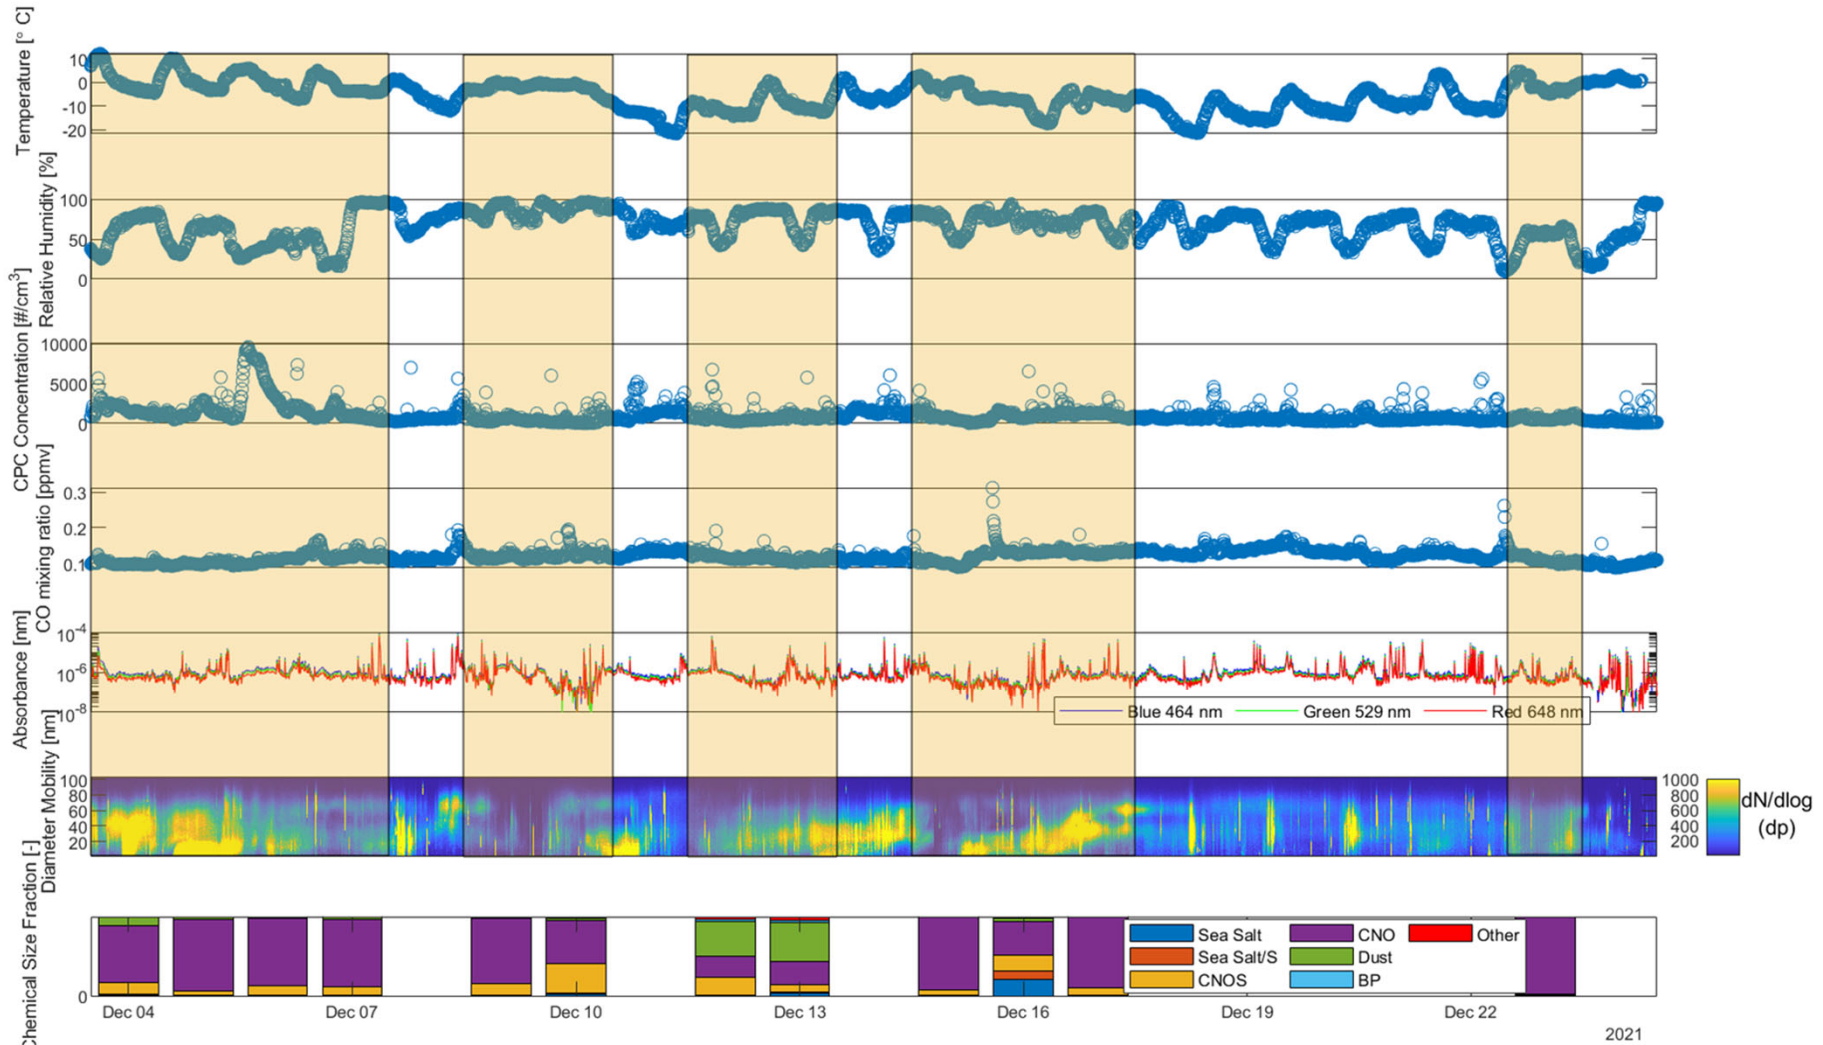 Temperature [° C]
10
0
-10
-20
Relative Humidity [%]
100
50
0
CPC Concentration [#/cm3]
10000
5000
0
CO mixing ratio [ppmv]
0.3
0.2
0.1
Absorbance [nm]
10-4
10-6
10-8
Blue 464 nm Green 529 nm Red 648 nm
Diameter Mobility [nm]
100
80
60
40
20
1000
800
600
400
200
dN/dlog
(dp)
Chemical Size Fraction [-]
0
Sea Salt CNO Other
Sea Salt/S Dust
CNOS BP
Dec 04 Dec 07 Dec 10 Dec 13 Dec 16 Dec 19 Dec 22
2021